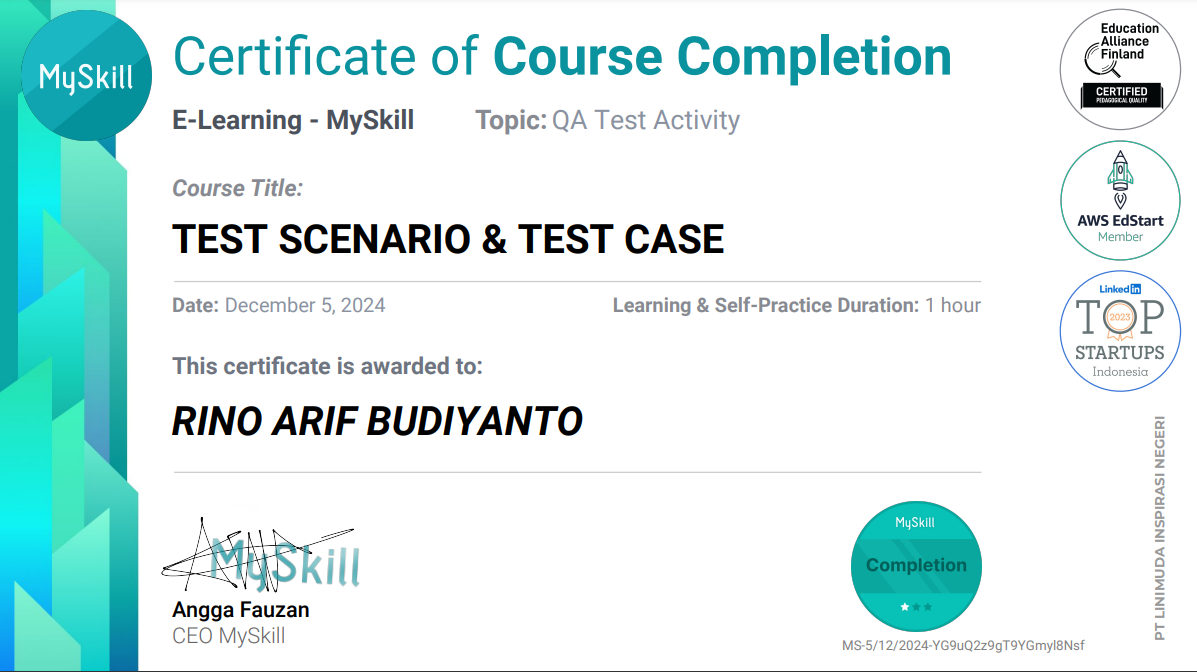 MySkill
Certificate of Course Completion
E-Learning - MySkill Topic: QA Test Activity
Course Title:
TEST SCENARIO & TEST CASE
Date: December 5, 2024 Learning & Self-Practice Duration: 1 hour
This certificate is awarded to:
RINO ARIF BUDIYANTO
MySkill
Angga Fauzan
CEO MySkill
MySkill
Completion
MS-5/12/2024-YG9uQ2z9gT9YGmyl8Nsf
Education
Alliance
Finland
CERTIFIED
PEDAGOGICAL QUALITY
AWS EdStart
Member
LinkedIn
TOP
2023
STARTUPS
Indonesia
PT LINIMUDA INSPIRASI NEGERI